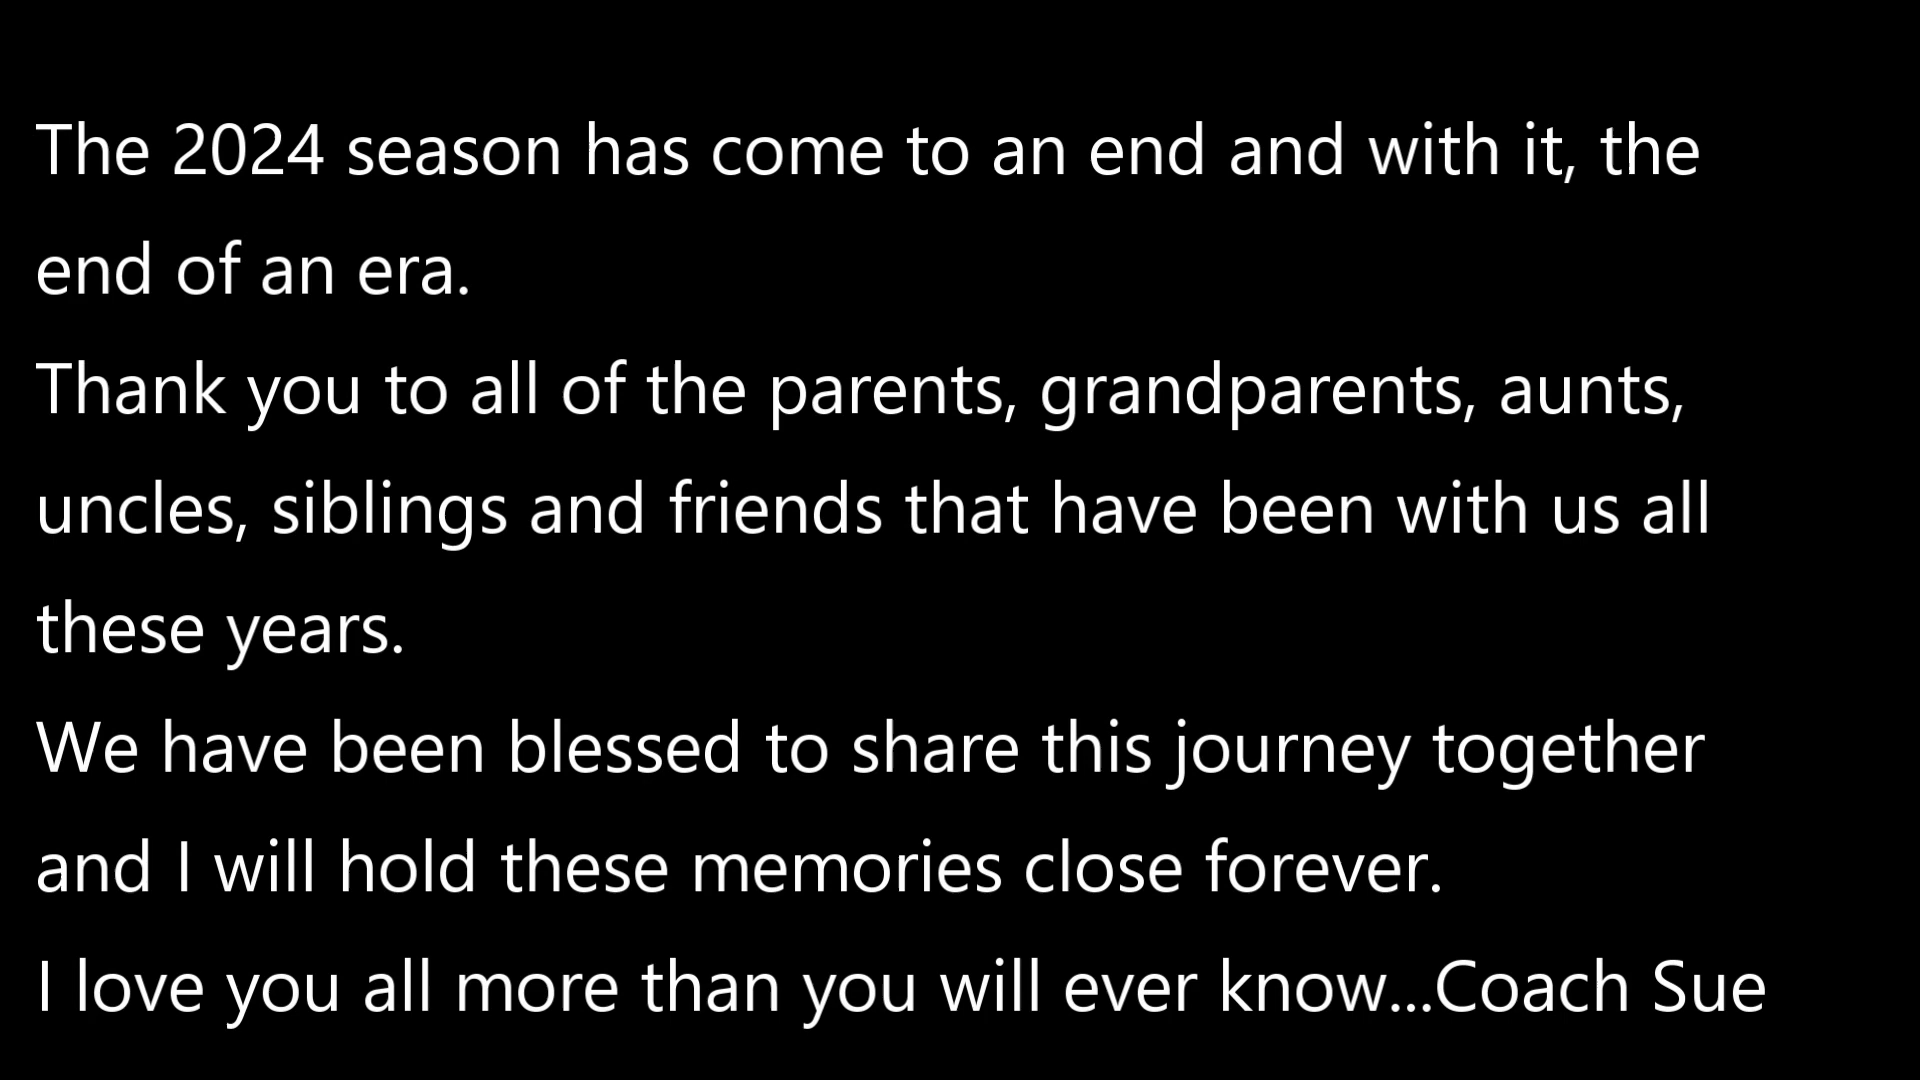 The 2024 season has come to an end and with it, the
end of an era.
Thank you to all of the parents, grandparents, aunts,
uncles, siblings and friends that have been with us all
these years.
We have been blessed to share this journey together
and I will hold these memories close forever.
I love you all more than you will ever know...Coach Sue